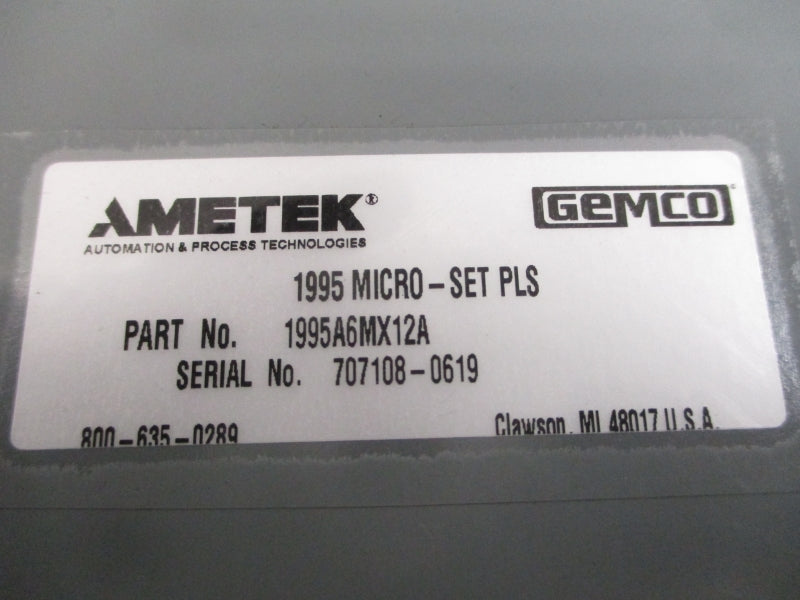 AMETEK®
GEMCO
AUTOMATION & PROCESS TECHNOLOGIES
1995 MICRO-SET PLS
PART No. 1995A6MX12A
SERIAL No. 707108-0619
800-635-0289 Clawson, MI 48017 U.S.A.